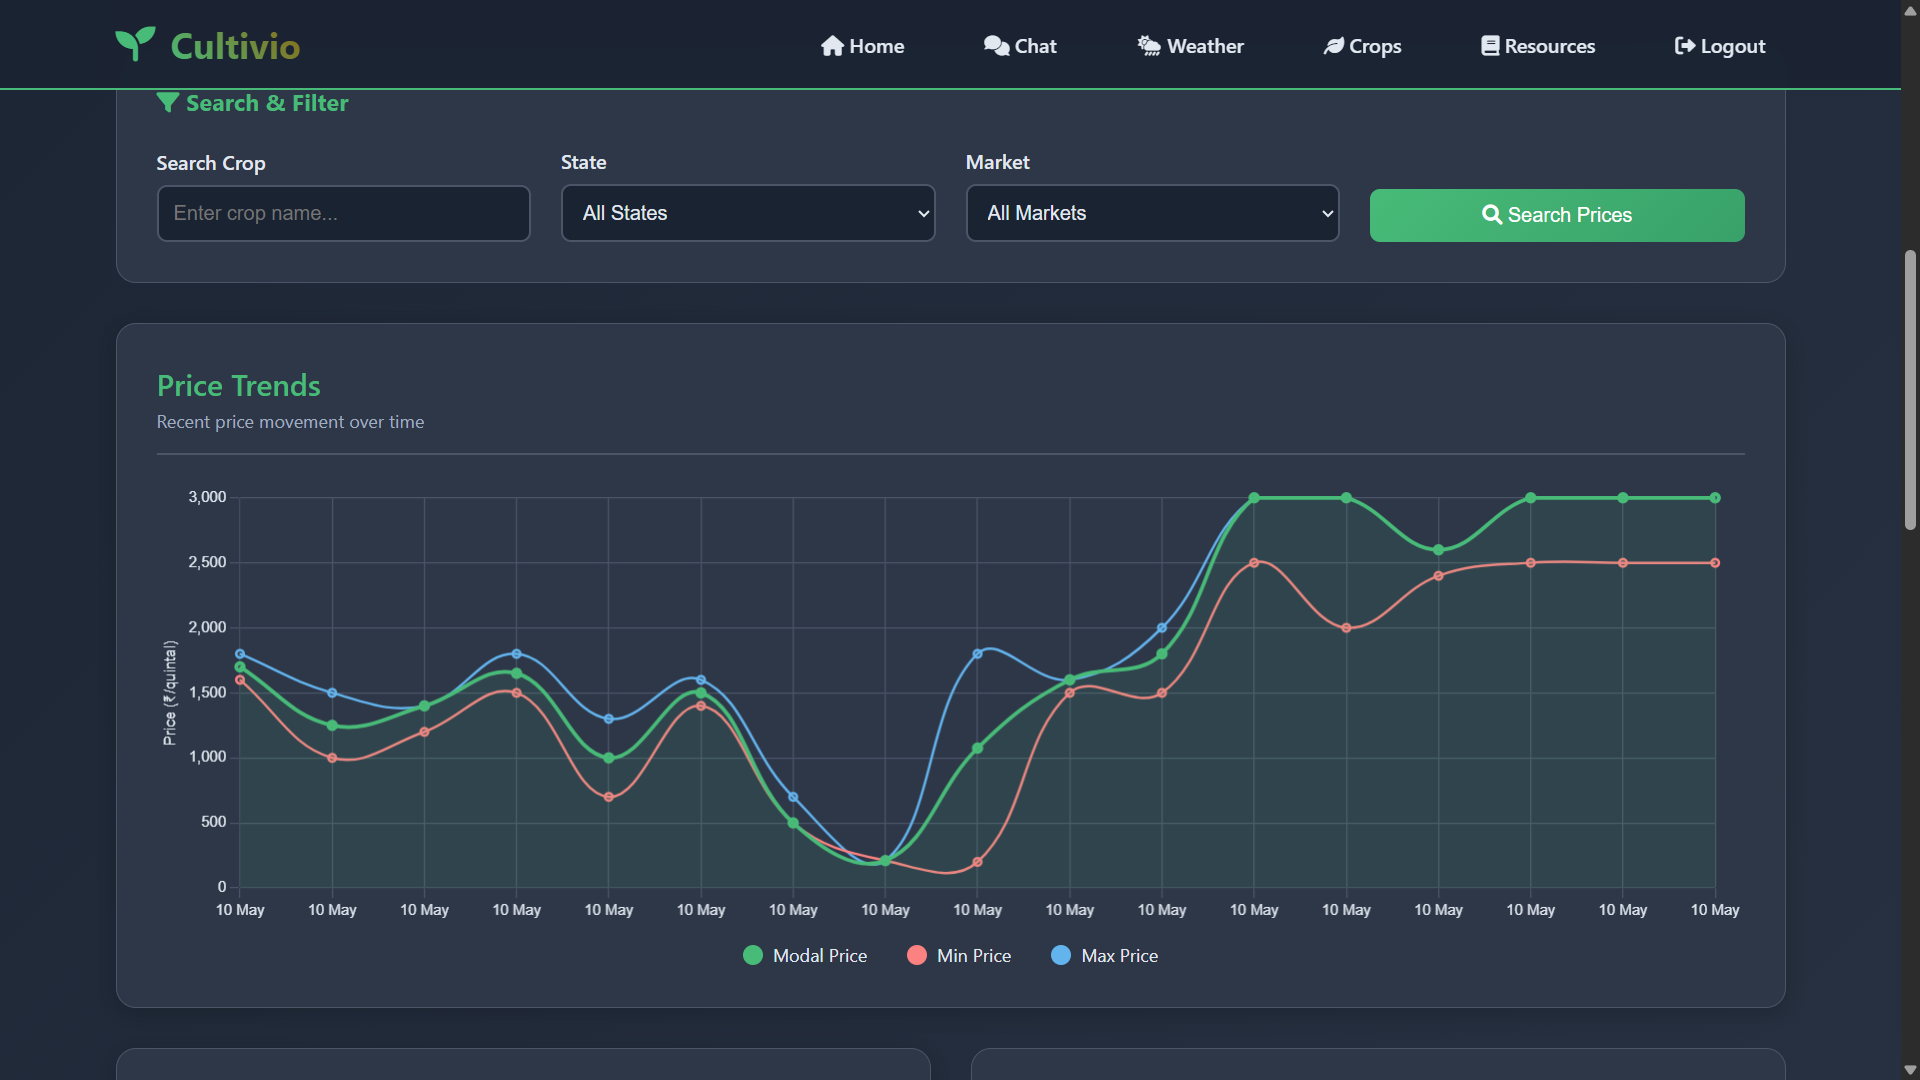 Cultivio
Home Chat Weather Crops Resources Logout
Search & Filter
Search Crop
Enter crop name...
State
All States
Market
All Markets
Search Prices
Price Trends
Recent price movement over time
Price (₹/quintal)
3,000
2,500
2,000
1,500
1,000
500
0
10 May 10 May 10 May 10 May 10 May 10 May 10 May 10 May 10 May 10 May 10 May 10 May 10 May 10 May 10 May 10 May 10 May
Modal Price Min Price Max Price